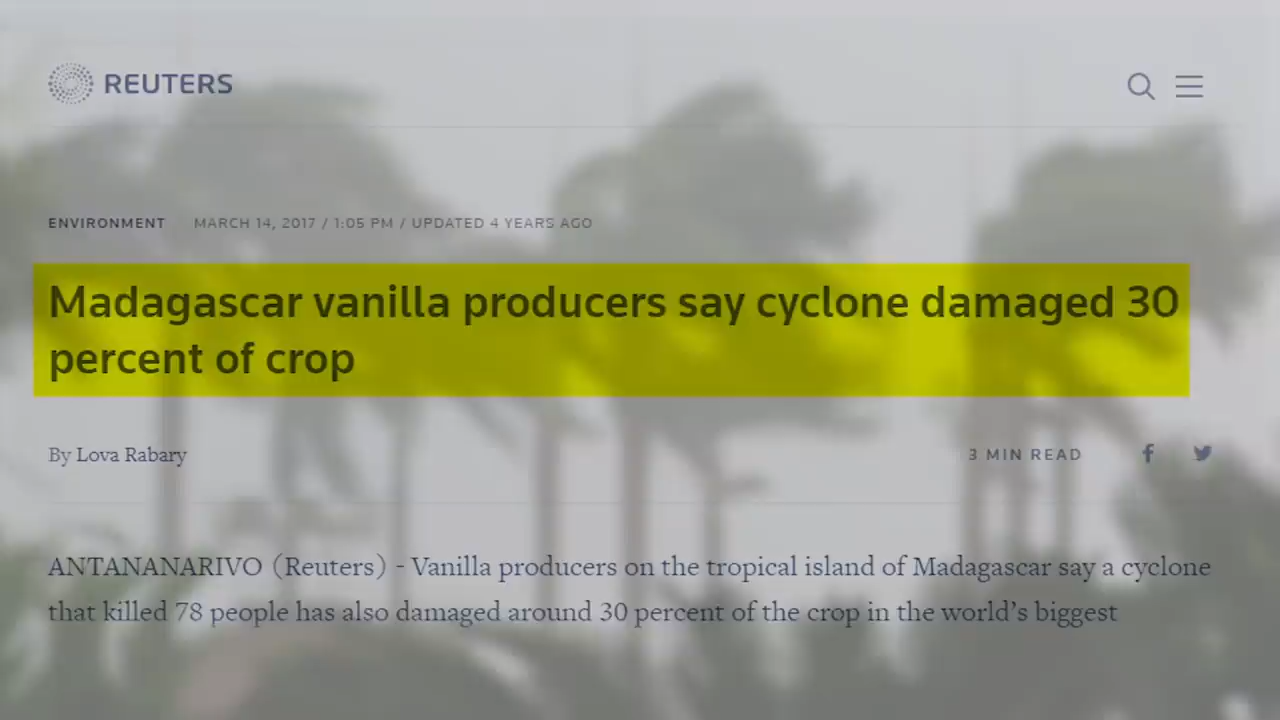 REUTERS
ENVIRONMENT MARCH 14, 2017 / 1:05 PM / UPDATED 4 YEARS AGO
Madagascar vanilla producers say cyclone damaged 30
percent of crop
By Lova Rabary 3 MIN READ
ANTANANARIVO (Reuters) - Vanilla producers on the tropical island of Madagascar say a cyclone
that killed 78 people has also damaged around 30 percent of the crop in the world’s biggest